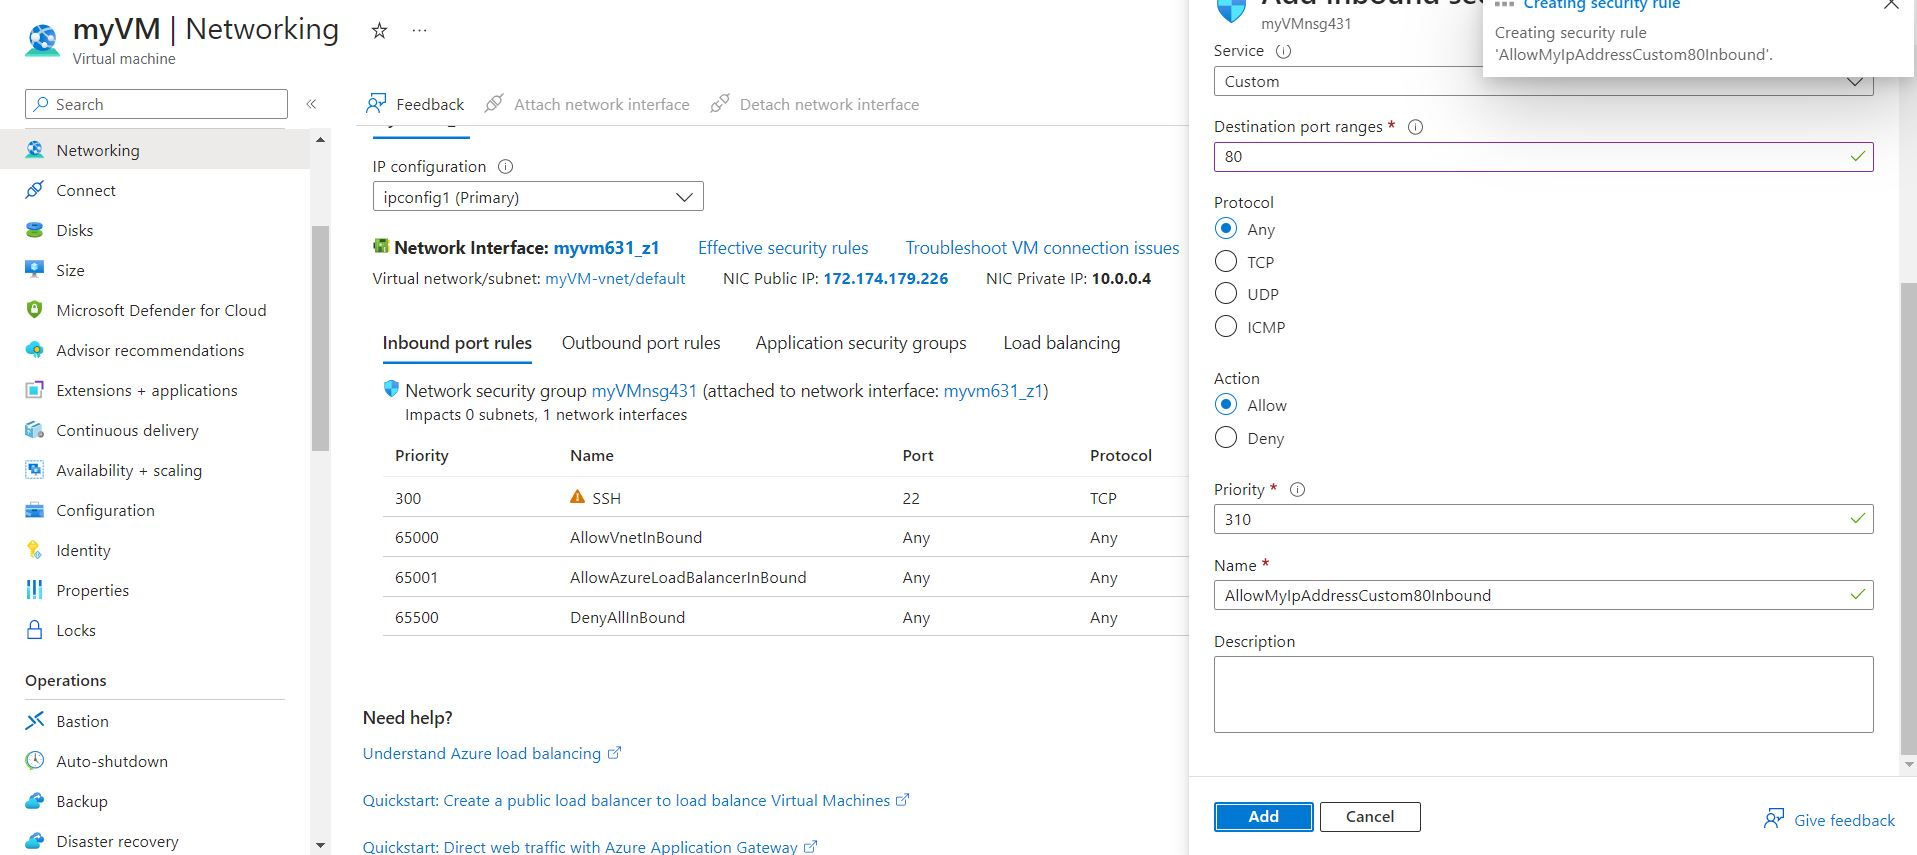 myVM | Networking
Virtual machine
Search
Networking
Connect
Disks
Size
Microsoft Defender for Cloud
Advisor recommendations
Extensions + applications
Continuous delivery
Availability + scaling
Configuration
Identity
Properties
Locks
Operations
Bastion
Auto-shutdown
Backup
Disaster recovery
Feedback Attach network interface Detach network interface
IP configuration
ipconfig1 (Primary)
Network Interface: myvm631_z1 Effective security rules Troubleshoot VM connection issues
Virtual network/subnet: myVM-vnet/default NIC Public IP: 172.174.179.226 NIC Private IP: 10.0.0.4
Inbound port rules Outbound port rules Application security groups Load balancing
Network security group myVMnsg431 (attached to network interface: myvm631_z1)
Impacts 0 subnets, 1 network interfaces
Priority Name Port Protocol
300 SSH 22 TCP
65000 AllowVnetInBound Any Any
65001 AllowAzureLoadBalancerInBound Any Any
65500 DenyAllInBound Any Any
Need help?
Understand Azure load balancing
Quickstart: Create a public load balancer to load balance Virtual Machines
Quickstart: Direct web traffic with Azure Application Gateway
myVMnsg431
Creating security rule
Creating security rule
'AllowMyIpAddressCustom80Inbound'.
Service
Custom
Destination port ranges *
80
Protocol
Any
TCP
UDP
ICMP
Action
Allow
Deny
Priority *
310
Name *
AllowMyIpAddressCustom80Inbound
Description
Add Cancel
Give feedback